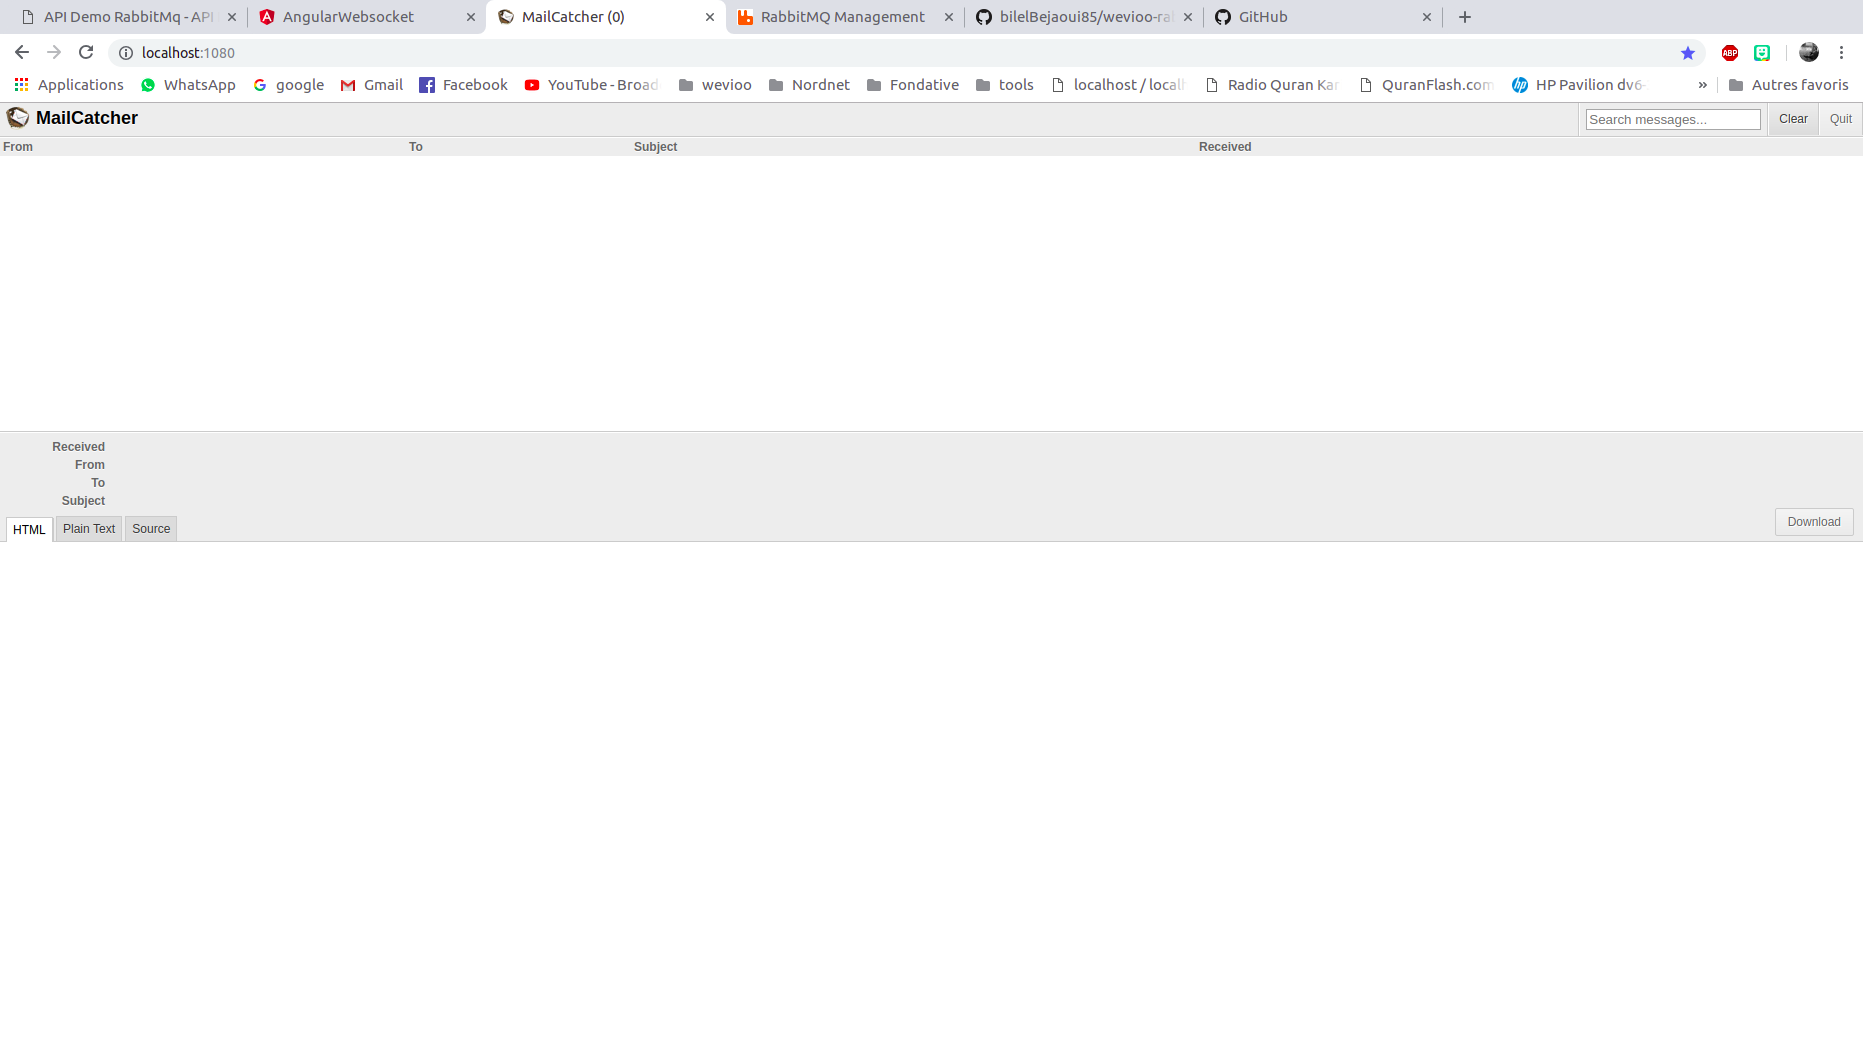 API Demo RabbitMq - API
AngularWebsocket
MailCatcher (0)
RabbitMQ Management
bilelBejaoui85/wevioo-ra
GitHub
localhost:1080
ABP
Applications
WhatsApp
google
Gmail
Facebook
YouTube - Broad
wevioo
Nordnet
Fondative
tools
localhost / local
Radio Quran Kar
QuranFlash.com
HP Pavilion dv6-
»
Autres favoris
MailCatcher
Search messages...
Clear
Quit
From To Subject Received
Received
From
To
Subject
HTML Plain Text Source
Download